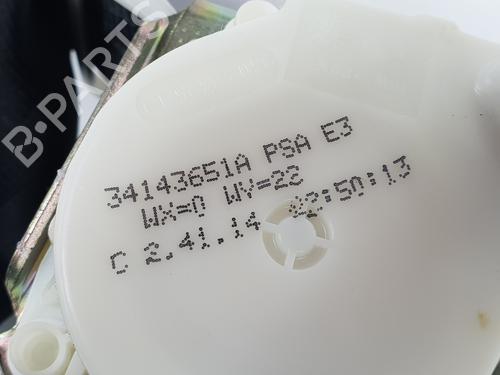 B-PARTS
34143651A PSA E3
WX=0 WY=22
C 2.41.14 22:50:13